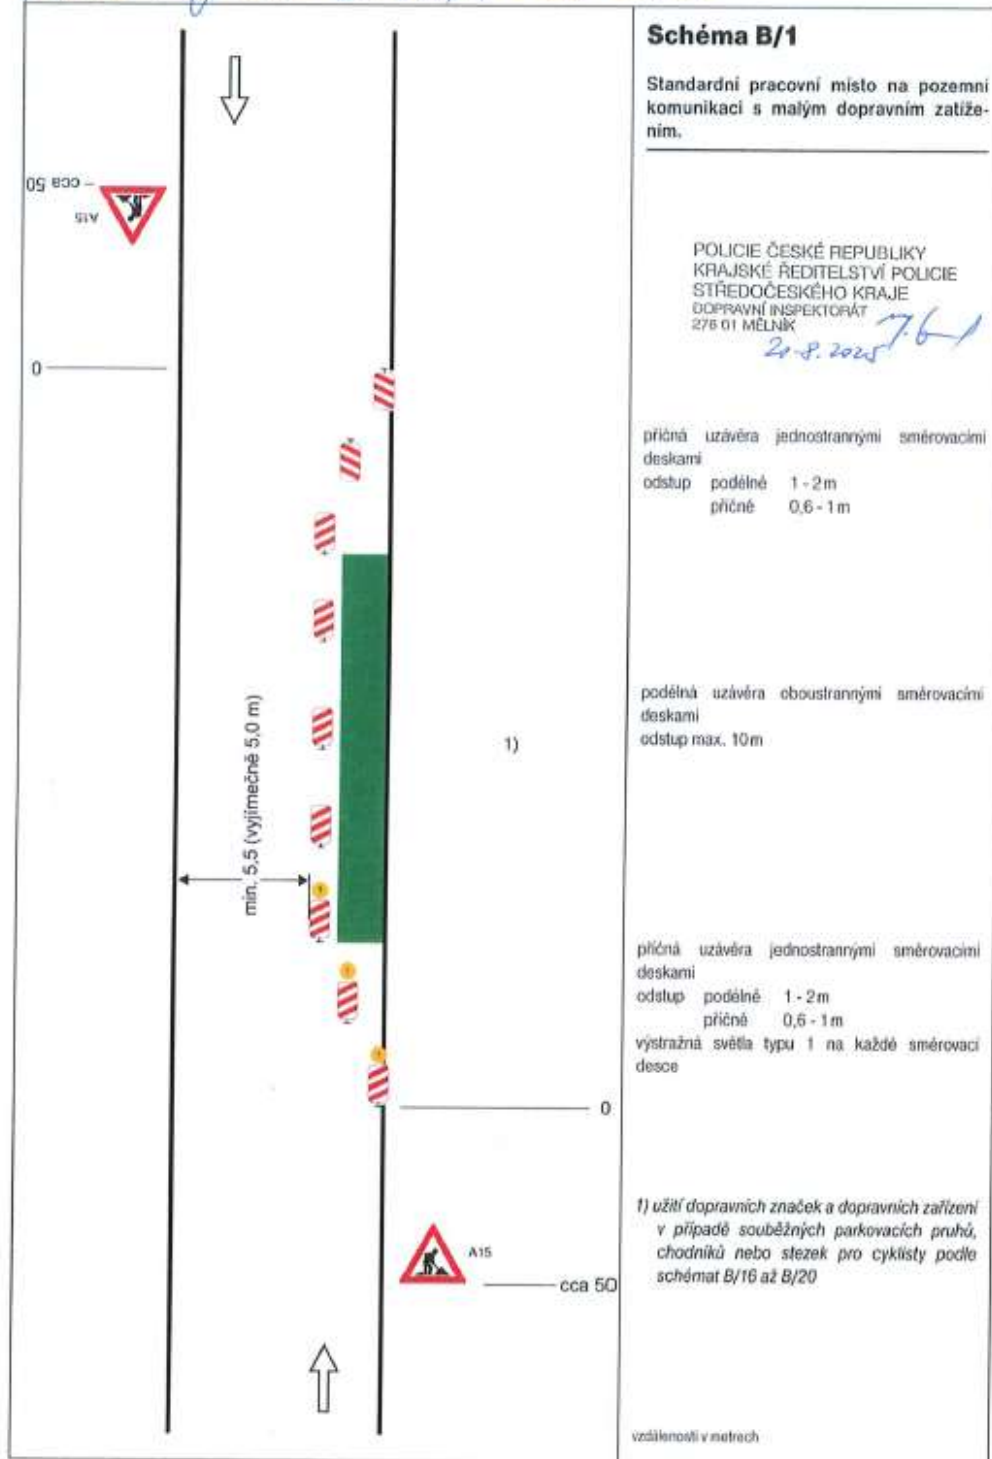 Schéma B/1
Standardní pracovní místo na pozemní
komunikaci s malým dopravním zatíže-
ním.
POLICIE ČESKÉ REPUBLIKY
KRAJSKÉ ŘEDITELSTVÍ POLICIE
STŘEDOČESKÉHO KRAJE
DOPRAVNÍ INSPEKTORÁT
276 01 MĚLNÍK
20.8.2025
cca 50
A15
0
příčná uzávěra jednostrannými směrovacími
deskami
odstup podélné 1 - 2 m
příčné 0,6 - 1 m
podélná uzávěra oboustrannými směrovacími
deskami
odstup max. 10 m
1)
min. 5,5 (vyjímečně 5,0 m)
příčná uzávěra jednostrannými směrovacími
deskami
odstup podélné 1 - 2 m
příčné 0,6 - 1 m
výstražná světla typu 1 na každé směrovací
desce
0
A15
cca 50
1) užití dopravních značek a dopravních zařízení
v případě souběžných parkovacích pruhů,
chodníků nebo stezek pro cyklisty podle
schémat B/16 až B/20
vzdálenosti v metrech